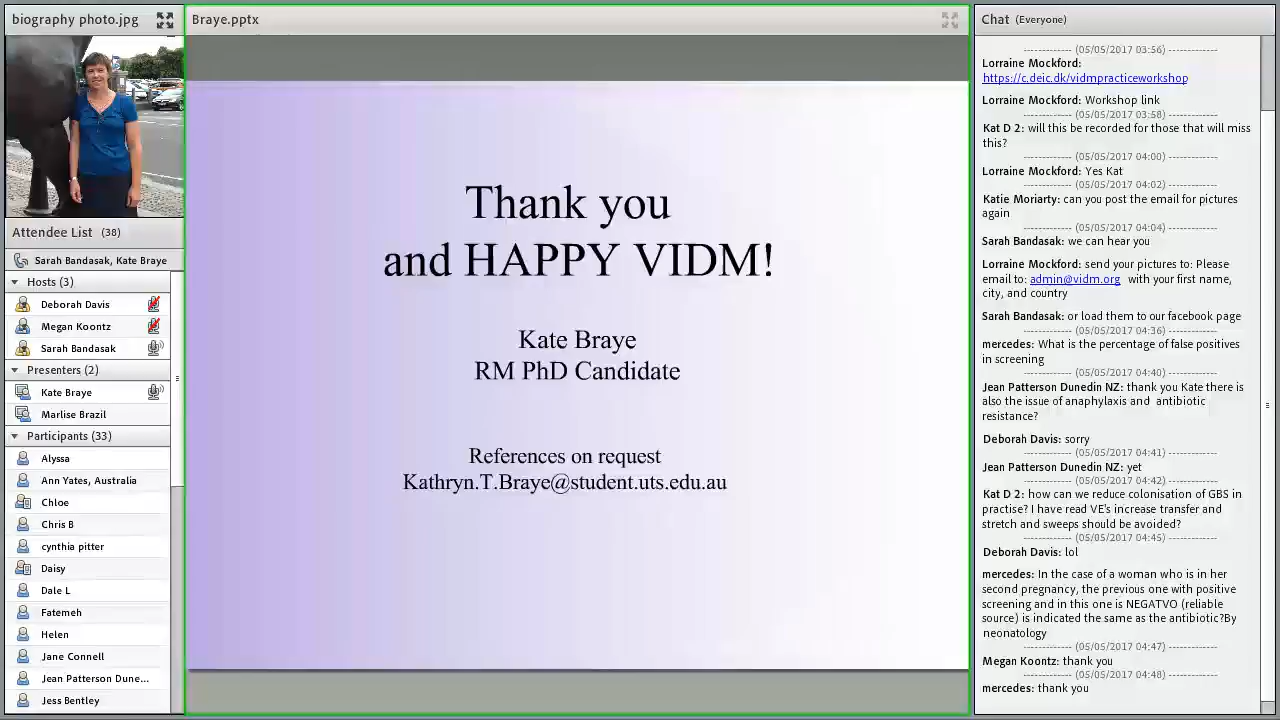 biography photo.jpg
Attendee List (38)
Sarah Bandasak, Kate Braye
Hosts (3)
Deborah Davis
Megan Koontz
Sarah Bandasak
Presenters (2)
Kate Braye
Marlise Brazil
Participants (33)
Alyssa
Ann Yates, Australia
Chloe
Chris B
cynthia pitter
Daisy
Dale L
Fatemeh
Helen
Jane Connell
Jean Patterson Dune...
Jess Bentley
Braye.pptx
Thank you
and HAPPY VIDM!
Kate Braye
RM PhD Candidate
References on request
Kathryn.T.Braye@student.uts.edu.au
Chat (Everyone)
------------- (05/05/2017 03:56) -------------
Lorraine Mockford:
https://c.deic.dk/vidmpracticeworkshop
Lorraine Mockford: Workshop link
------------- (05/05/2017 03:58) -------------
Kat D 2: will this be recorded for those that will miss
this?
------------- (05/05/2017 04:00) -------------
Lorraine Mockford: Yes Kat
------------- (05/05/2017 04:02) -------------
Katie Moriarty: can you post the email for pictures
again
------------- (05/05/2017 04:04) -------------
Sarah Bandasak: we can hear you
Lorraine Mockford: send your pictures to: Please
email to: admin@vidm.org with your first name,
city, and country
Sarah Bandasak: or load them to our facebook page
------------- (05/05/2017 04:36) -------------
mercedes: What is the percentage of false positives
in screening
------------- (05/05/2017 04:40) -------------
Jean Patterson Dunedin NZ: thank you Kate there is
also the issue of anaphylaxis and antibiotic
resistance?
Deborah Davis: sorry
------------- (05/05/2017 04:41) -------------
Jean Patterson Dunedin NZ: yet
------------- (05/05/2017 04:42) -------------
Kat D 2: how can we reduce colonisation of GBS in
practise? I have read VE's increase transfer and
stretch and sweeps should be avoided?
------------- (05/05/2017 04:45) -------------
Deborah Davis: lol
mercedes: In the case of a woman who is in her
second pregnancy, the previous one with positive
screening and in this one is NEGATVO (reliable
source) is indicated the same as the antibiotic?By
neonatology
------------- (05/05/2017 04:47) -------------
Megan Koontz: thank you
------------- (05/05/2017 04:48) -------------
mercedes: thank you